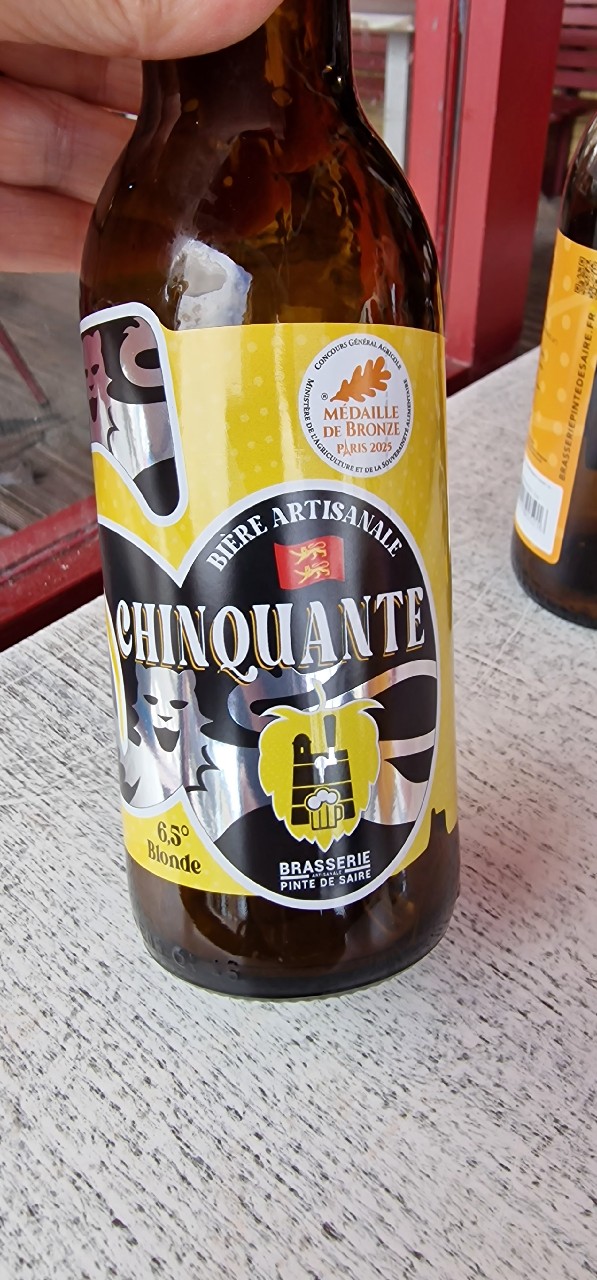 CONCOURS GÉNÉRAL AGRICOLE
MINISTÈRE DE L'AGRICULTURE ET DE LA SOUVERAINETÉ ALIMENTAIRE
®
MÉDAILLE
DE BRONZE
PARIS 2025
BIÈRE ARTISANALE
CHINQUANTE
6,5°
Blonde
BRASSERIE
ARTISANALE
PINTE DE SAIRE
BRASSERIEPINTEDESAIRE.FR